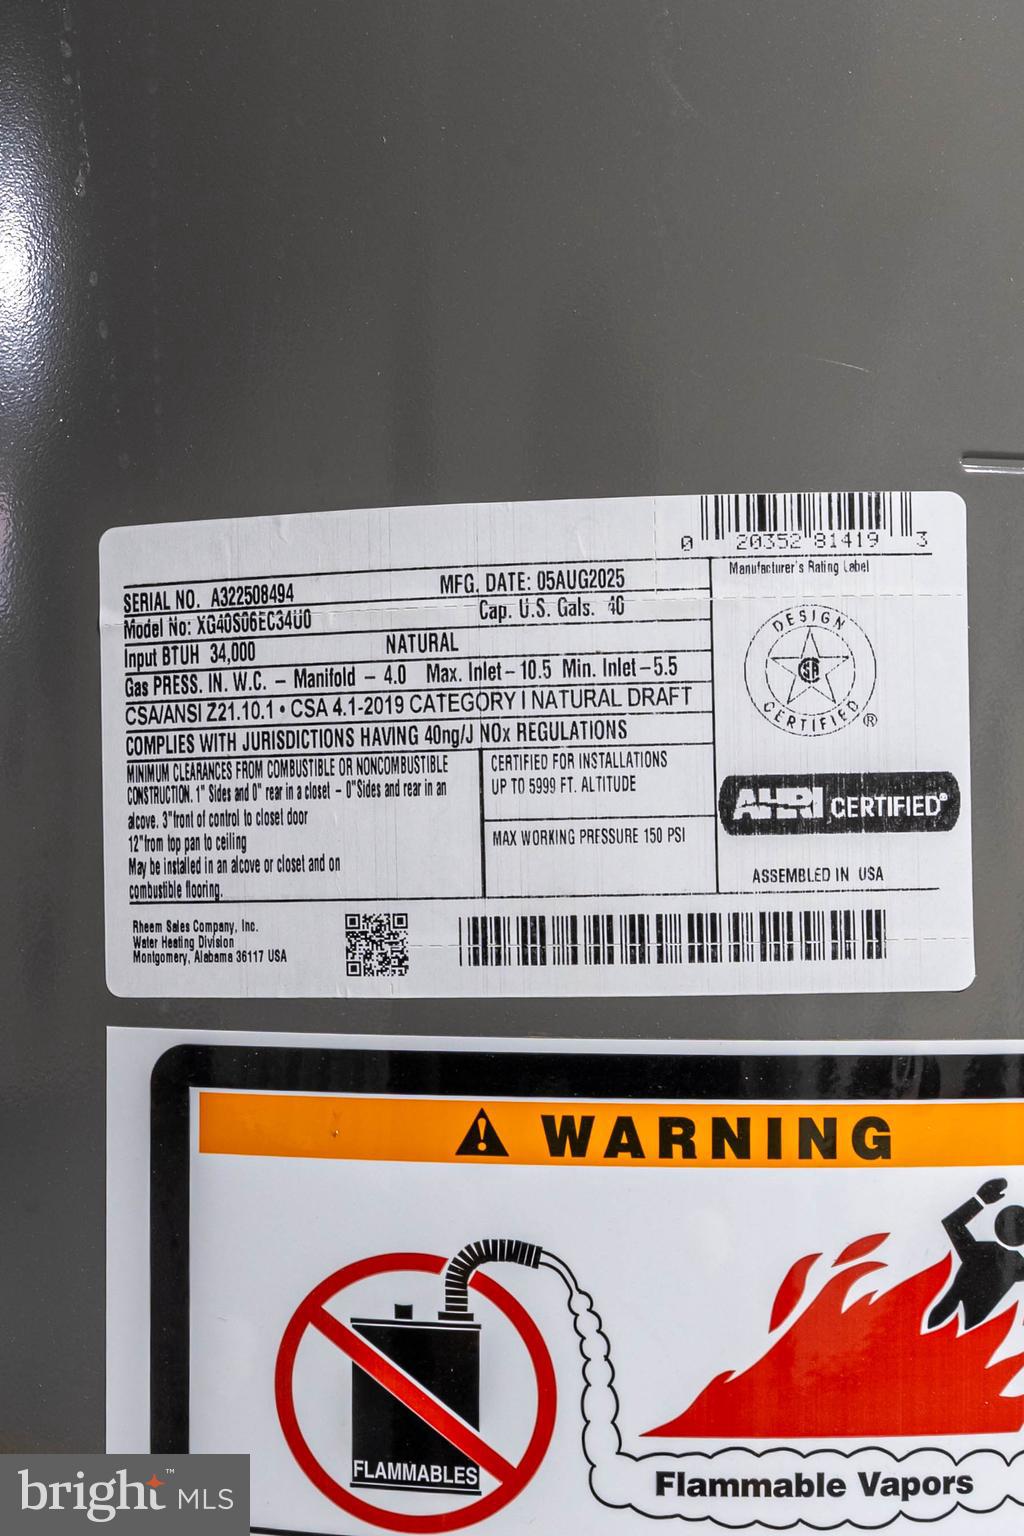 0 20352 81419 3
SERIAL NO. A322508494 MFG. DATE: 05AUG2025
Model No: XG40S06EC34U0 Cap. U.S. Gals. 40
Input BTUH 34,000 NATURAL
Gas PRESS. IN. W.C. – Manifold – 4.0 Max. Inlet – 10.5 Min. Inlet – 5.5
CSA/ANSI Z21.10.1 • CSA 4.1-2019 CATEGORY I NATURAL DRAFT
COMPLIES WITH JURISDICTIONS HAVING 40ng/J NOx REGULATIONS
MINIMUM CLEARANCES FROM COMBUSTIBLE OR NONCOMBUSTIBLE
CONSTRUCTION. 1" Sides and 0" rear in a closet – 0"Sides and rear in an
alcove. 3"front of control to closet door
12"from top pan to ceiling
May be installed in an alcove or closet and on
combustible flooring.
CERTIFIED FOR INSTALLATIONS
UP TO 5999 FT. ALTITUDE
MAX WORKING PRESSURE 150 PSI
Manufacturer's Rating Label
DESIGN
CERTIFIED®
AHRI CERTIFIED®
ASSEMBLED IN USA
Rheem Sales Company, Inc.
Water Heating Division
Montgomery, Alabama 36117 USA
WARNING
FLAMMABLES
Flammable Vapors
bright™ MLS